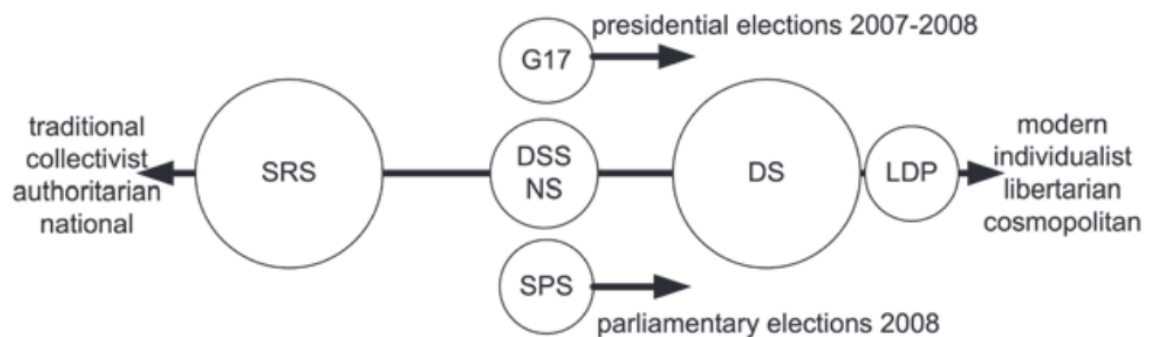 presidential elections 2007-2008
G17
traditional
collectivist
authoritarian
national
SRS
DSS
NS
DS
LDP
modern
individualist
libertarian
cosmopolitan
SPS
parliamentary elections 2008